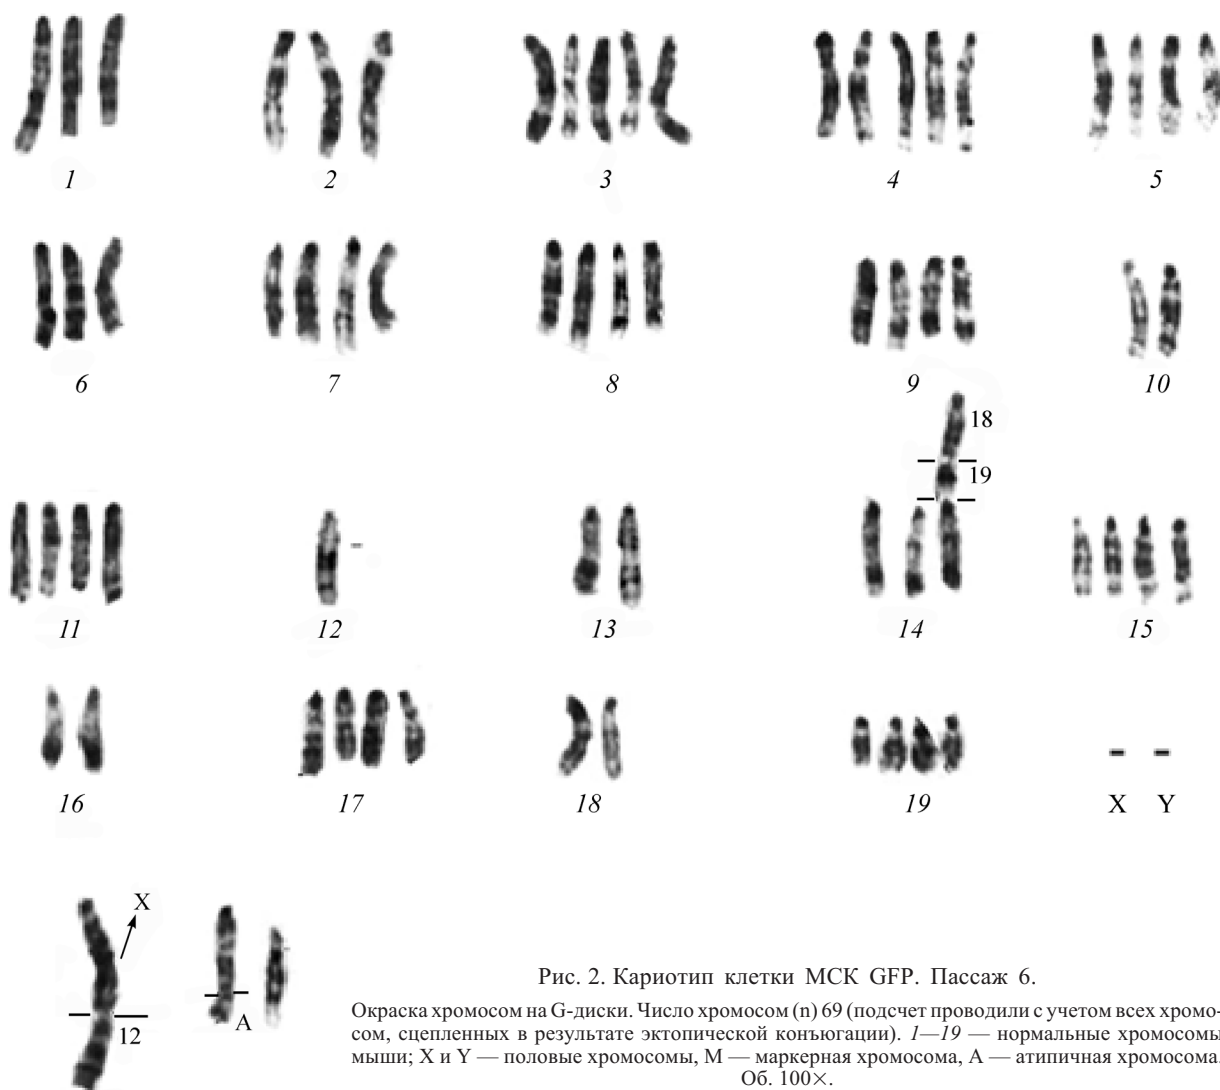 1 2 3 4 5
6 7 8 9 10
18
19
11 12 13 14 15
16 17 18 19 X Y
X
12
A
Рис. 2. Кариотип клетки МСК GFP. Пассаж 6.
Окраска хромосом на G-диски. Число хромосом (n) 69 (подсчет проводили с учетом всех хромо-
сом, сцепленных в результате эктопической конъюгации). 1—19 — нормальные хромосомы
мыши; X и Y — половые хромосомы, М — маркерная хромосома, А — атипичная хромосома.
Об. 100×.